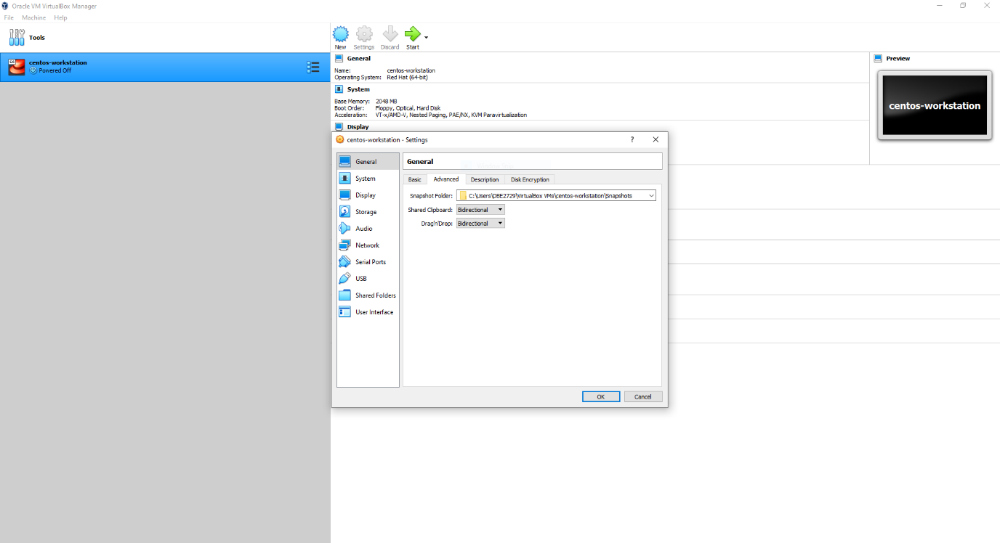 Oracle VM VirtualBox Manager
File Machine Help
Tools
64
centos-workstation
Powered Off
New Settings Discard Start
General
Name: centos-workstation
Operating System: Red Hat (64-bit)
System
Base Memory: 2048 MB
Boot Order: Floppy, Optical, Hard Disk
Acceleration: VT-x/AMD-V, Nested Paging, PAE/NX, KVM Paravirtualization
Display
Preview
centos-workstation
centos-workstation - Settings
?
General
System
Display
Storage
Audio
Network
Serial Ports
USB
Shared Folders
User Interface
General
Basic Advanced Description Disk Encryption
Snapshot Folder: C:\Users\DBE2729\VirtualBox VMs\centos-workstation\Snapshots
Shared Clipboard: Bidirectional
Drag'n'Drop: Bidirectional
OK Cancel